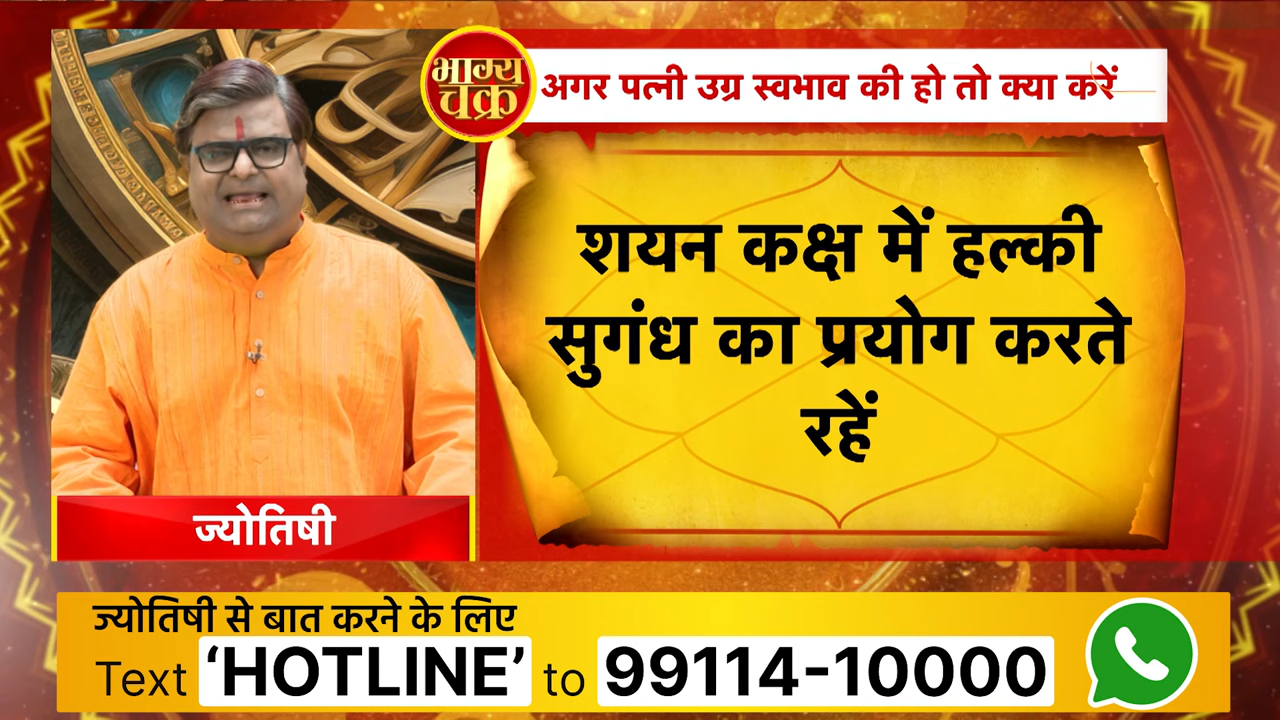 भाग्य
चक्र
अगर पत्नी उग्र स्वभाव की हो तो क्या करें
शयन कक्ष में हल्की
सुगंध का प्रयोग करते
रहें
ज्योतिषी
ज्योतिषी से बात करने के लिए
Text ‘HOTLINE’ to 99114-10000